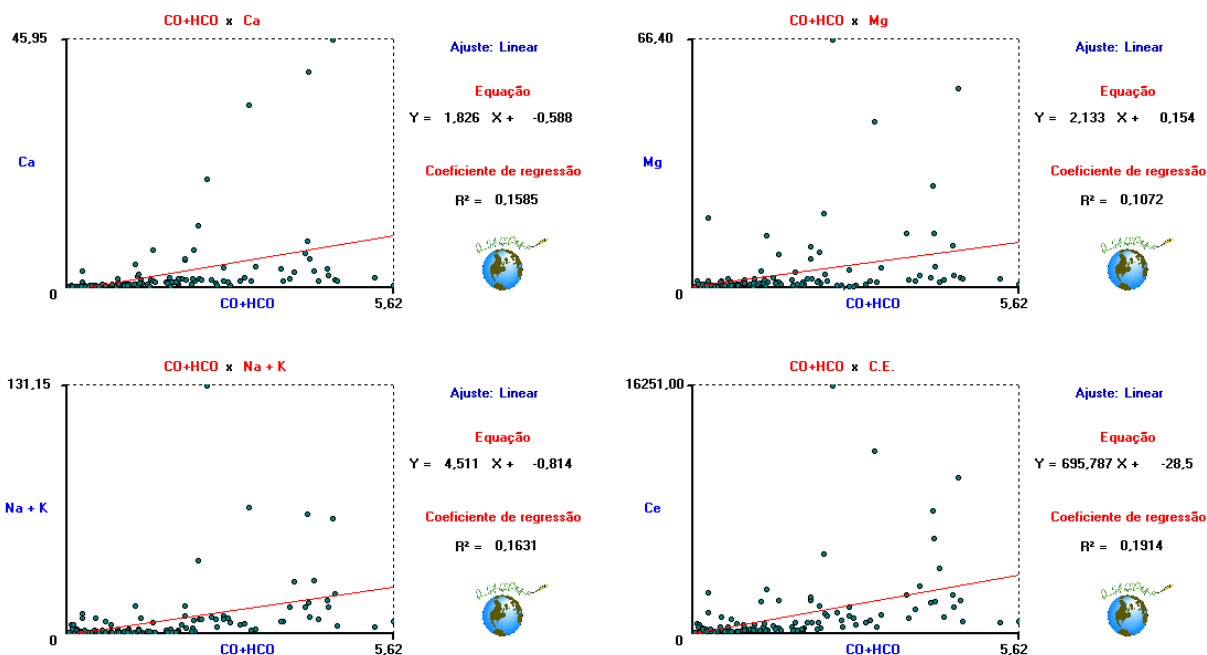 CO+HCO x Ca
45,95
Ca
0
CO+HCO
5,62
Ajuste: Linear
Equação
Y = 1,826 X + -0,588
Coeficiente de regressão
R² = 0,1585
CO+HCO x Mg
66,40
Mg
0
CO+HCO
5,62
Ajuste: Linear
Equação
Y = 2,133 X + 0,154
Coeficiente de regressão
R² = 0,1072
CO+HCO x Na + K
131,15
Na + K
0
CO+HCO
5,62
Ajuste: Linear
Equação
Y = 4,511 X + -0,814
Coeficiente de regressão
R² = 0,1631
CO+HCO x C.E.
16251,00
Ce
0
CO+HCO
5,62
Ajuste: Linear
Equação
Y = 695,787 X + -28,5
Coeficiente de regressão
R² = 0,1914